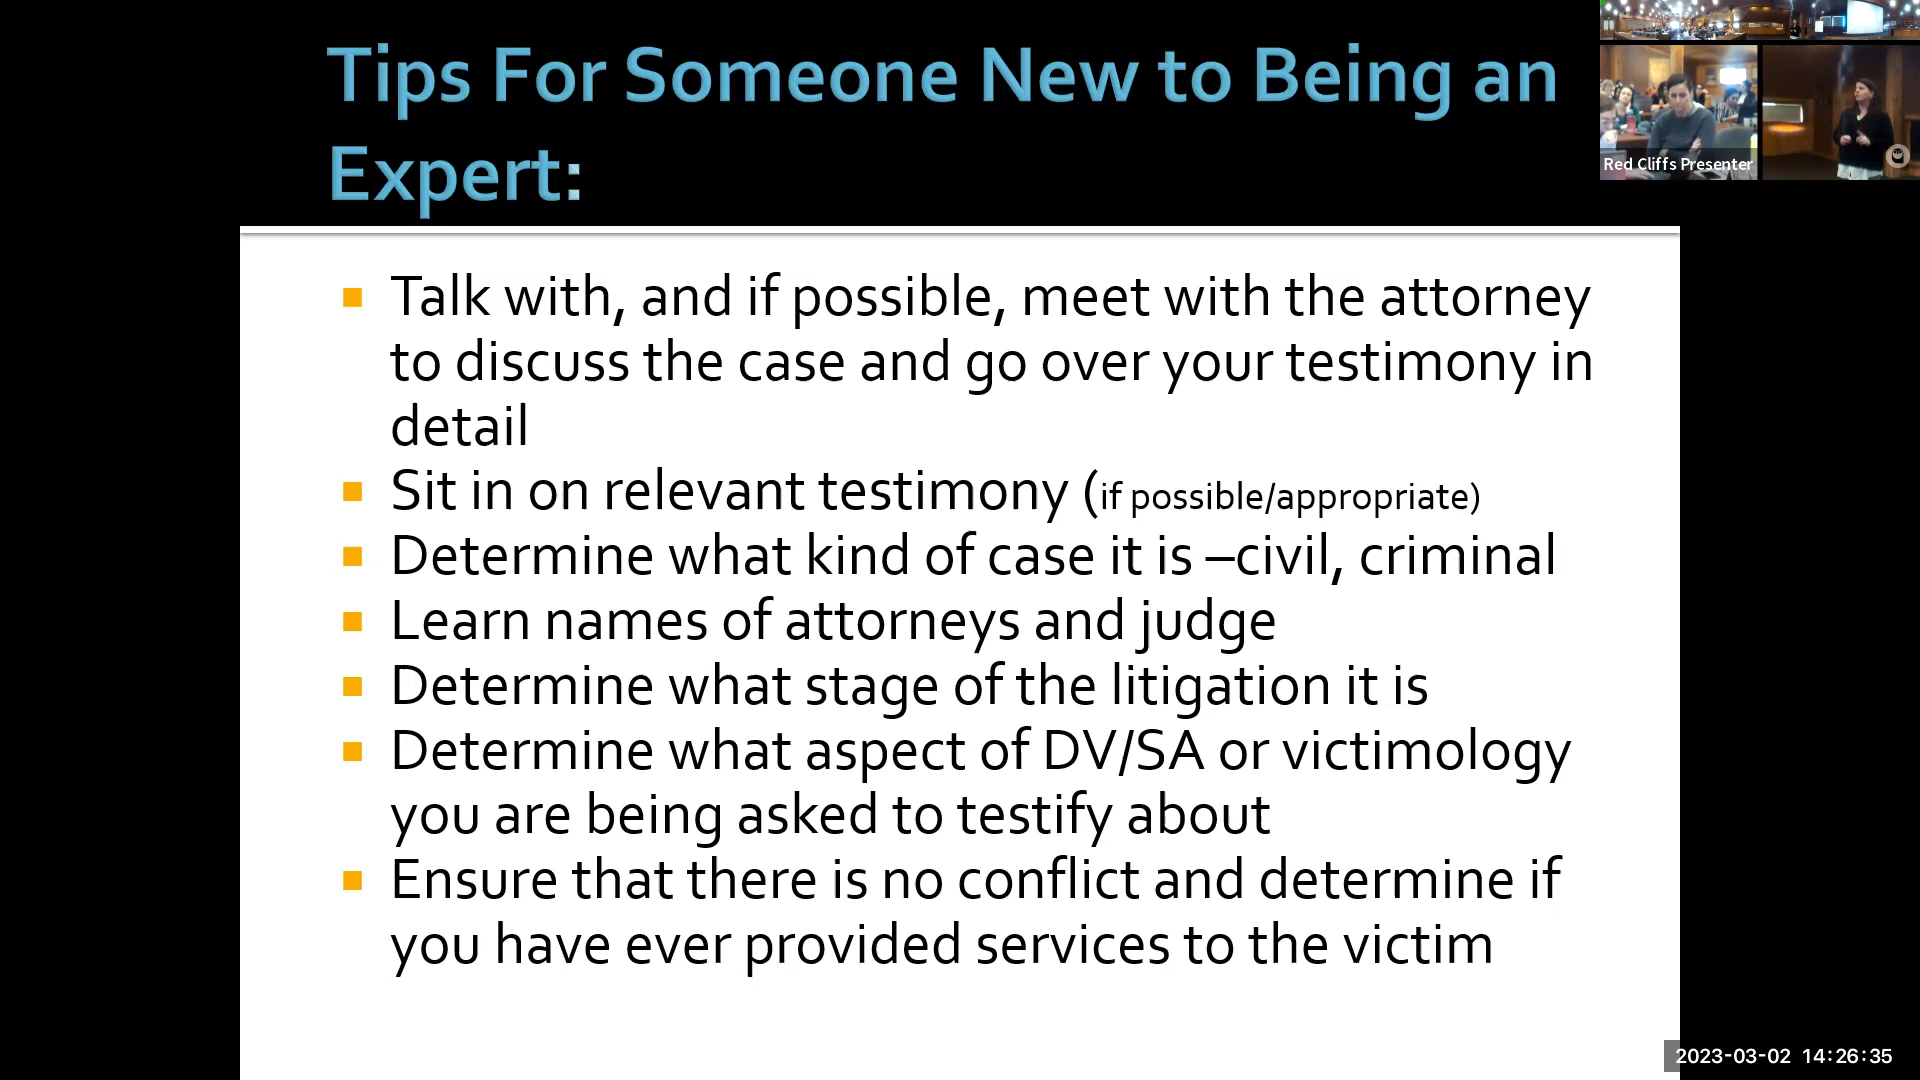 Tips For Someone New to Being an
Expert:
Red Cliffs Presenter
Talk with, and if possible, meet with the attorney
to discuss the case and go over your testimony in
detail
Sit in on relevant testimony (if possible/appropriate)
Determine what kind of case it is –civil, criminal
Learn names of attorneys and judge
Determine what stage of the litigation it is
Determine what aspect of DV/SA or victimology
you are being asked to testify about
Ensure that there is no conflict and determine if
you have ever provided services to the victim
2023-03-02 14:26:35